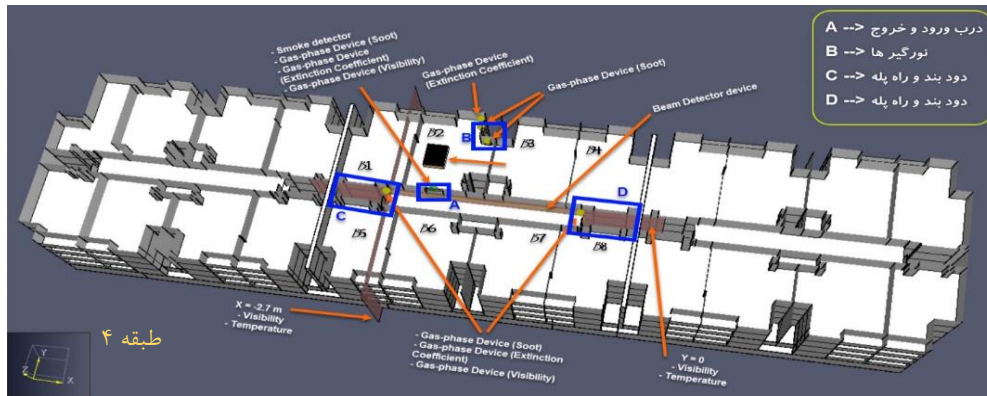 A --> درب ورود و خروج
B --> نورگیر ها
C --> دود بند و راه پله
D --> دود بند و راه پله
- Smoke detector
- Gas-phase Device (Soot)
- Gas-phase Device
(Extinction Coefficient)
- Gas-phase Device (Visibility)
Gas-phase Device
(Extinction Coefficient)
Gas-phase Device (Soot)
Beam Detector device
B
A
C
D
X = -2.7 m
- Visibility
- Temperature
- Gas-phase Device (Soot)
- Gas-phase Device (Extinction
Coefficient)
- Gas-phase Device (Visibility)
Y = 0
- Visibility
- Temperature
طبقه ۴
Y
Z
X